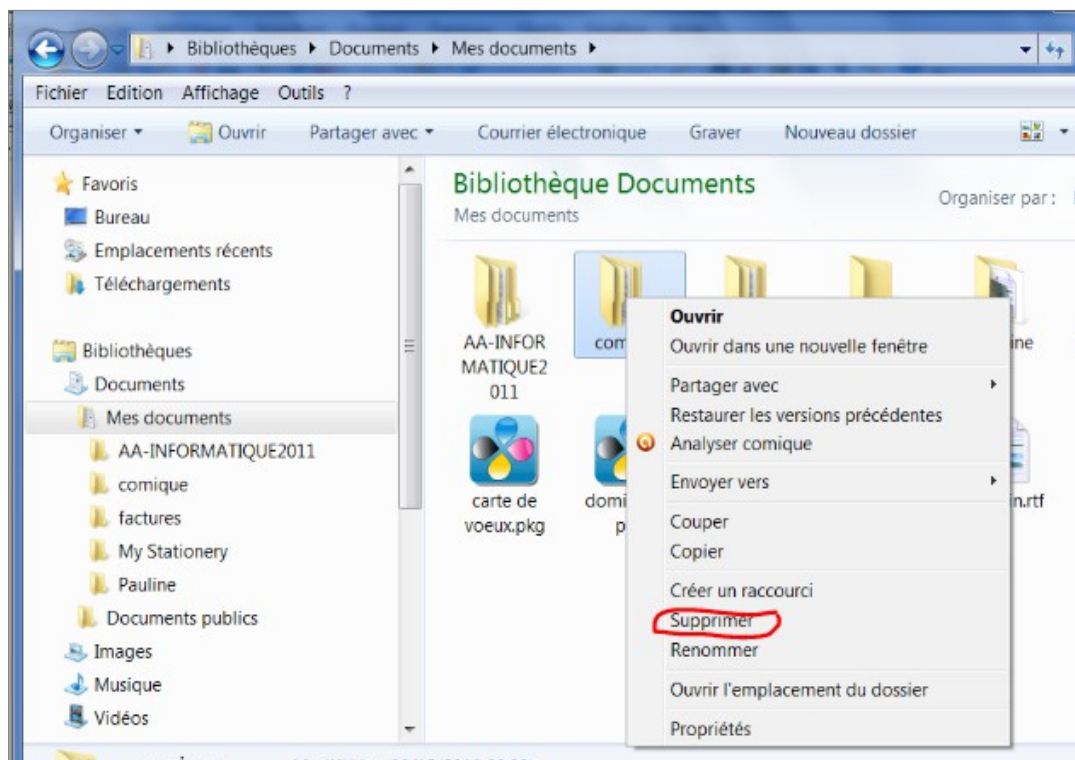 Bibliothèques Documents Mes documents
Fichier Edition Affichage Outils ?
Organiser Ouvrir Partager avec Courrier électronique Graver Nouveau dossier
Favoris
Bureau
Emplacements récents
Téléchargements
Bibliothèques
Documents
Mes documents
AA-INFORMATIQUE2011
comique
factures
My Stationery
Pauline
Documents publics
Images
Musique
Vidéos
Bibliothèque Documents
Mes documents
Organiser par :
AA-INFOR
MATIQUE2
011
carte de
voeux.pkg
Ouvrir
Ouvrir dans une nouvelle fenêtre
Partager avec
Restaurer les versions précédentes
Analyser comique
Envoyer vers
Couper
Copier
Créer un raccourci
Supprimer
Renommer
Ouvrir l'emplacement du dossier
Propriétés